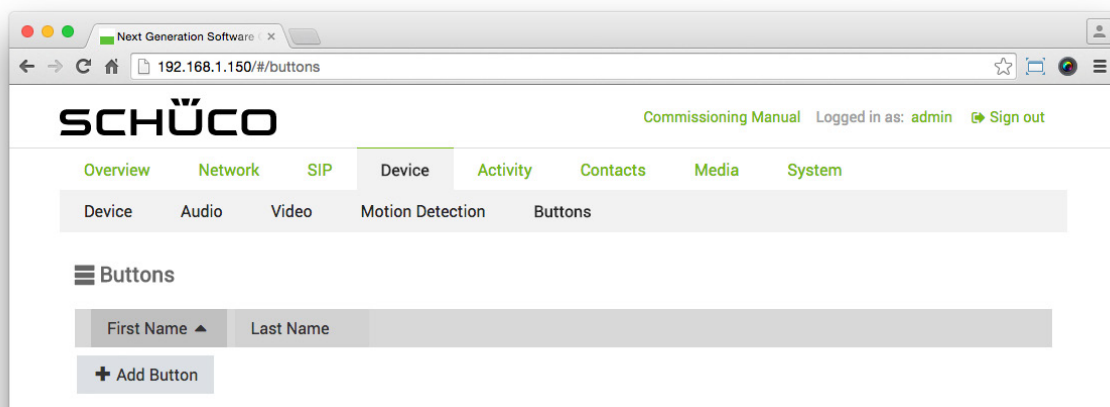 Next Generation Software
192.168.1.150/#/buttons
SCHÜCO
Commissioning Manual Logged in as: admin Sign out
Overview Network SIP Device Activity Contacts Media System
Device Audio Video Motion Detection Buttons
Buttons
First Name Last Name
Add Button